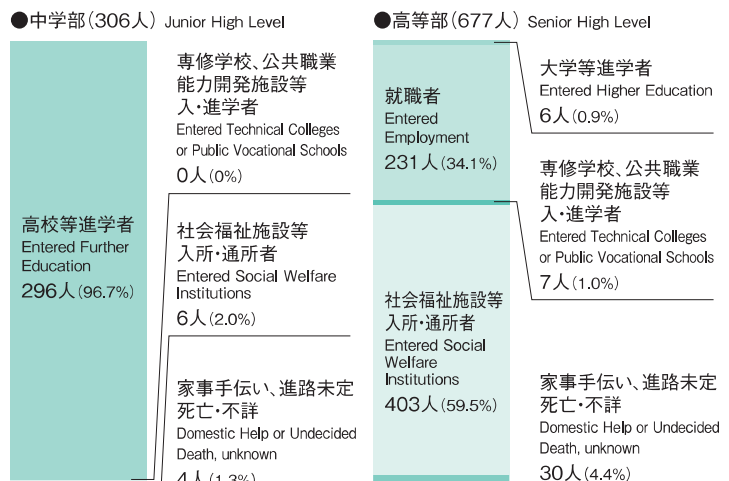 ●中学部(306人) Junior High Level
高校等進学者
Entered Further
Education
296人(96.7%)
専修学校、公共職業
能力開発施設等
入・進学者
Entered Technical Colleges
or Public Vocational Schools
0人(0%)
社会福祉施設等
入所・通所者
Entered Social Welfare
Institutions
6人(2.0%)
家事手伝い、進路未定
死亡・不詳
Domestic Help or Undecided
Death, unknown
4人(1.3%)
●高等部(677人) Senior High Level
就職者
Entered
Employment
231人(34.1%)
社会福祉施設等
入所・通所者
Entered Social
Welfare
Institutions
403人(59.5%)
大学等進学者
Entered Higher Education
6人(0.9%)
専修学校、公共職業
能力開発施設等
入・進学者
Entered Technical Colleges
or Public Vocational Schools
7人(1.0%)
家事手伝い、進路未定
死亡・不詳
Domestic Help or Undecided
Death, unknown
30人(4.4%)